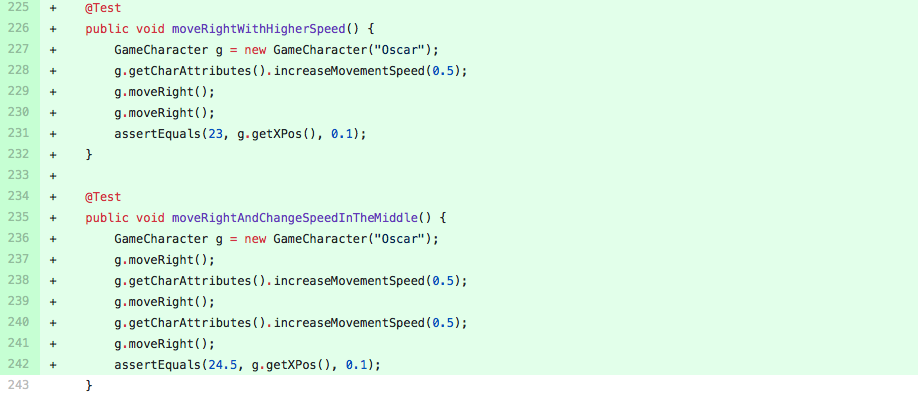 225 + @Test
226 + public void moveRightWithHigherSpeed() {
227 + GameCharacter g = new GameCharacter("Oscar");
228 + g.getCharAttributes().increaseMovementSpeed(0.5);
229 + g.moveRight();
230 + g.moveRight();
231 + assertEquals(23, g.getXPos(), 0.1);
232 + }
233 +
234 + @Test
235 + public void moveRightAndChangeSpeedInTheMiddle() {
236 + GameCharacter g = new GameCharacter("Oscar");
237 + g.moveRight();
238 + g.getCharAttributes().increaseMovementSpeed(0.5);
239 + g.moveRight();
240 + g.getCharAttributes().increaseMovementSpeed(0.5);
241 + g.moveRight();
242 + assertEquals(24.5, g.getXPos(), 0.1);
243 }